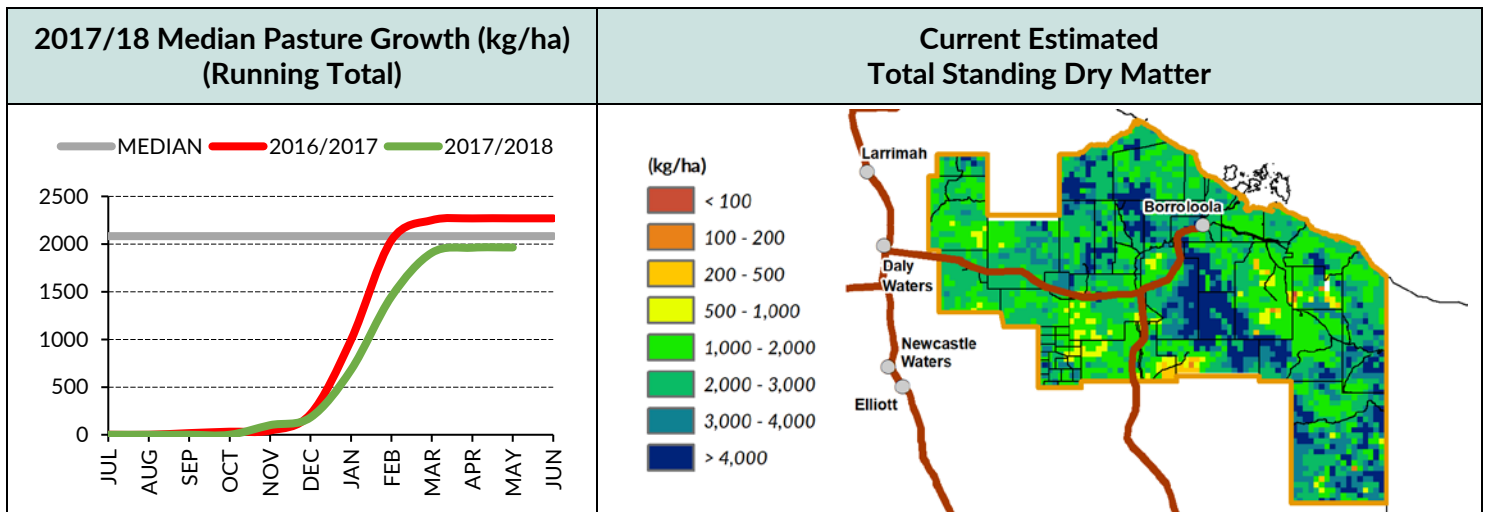 2017/18 Median Pasture Growth (kg/ha)
(Running Total)
Current Estimated
Total Standing Dry Matter
MEDIAN
2016/2017
2017/2018
2500
2000
1500
1000
500
0
JUL
AUG
SEP
OCT
NOV
DEC
JAN
FEB
MAR
APR
MAY
JUN
(kg/ha)
< 100
100 - 200
200 - 500
500 - 1,000
1,000 - 2,000
2,000 - 3,000
3,000 - 4,000
> 4,000
Larrimah
Borroloola
Daly
Waters
Newcastle
Waters
Elliott